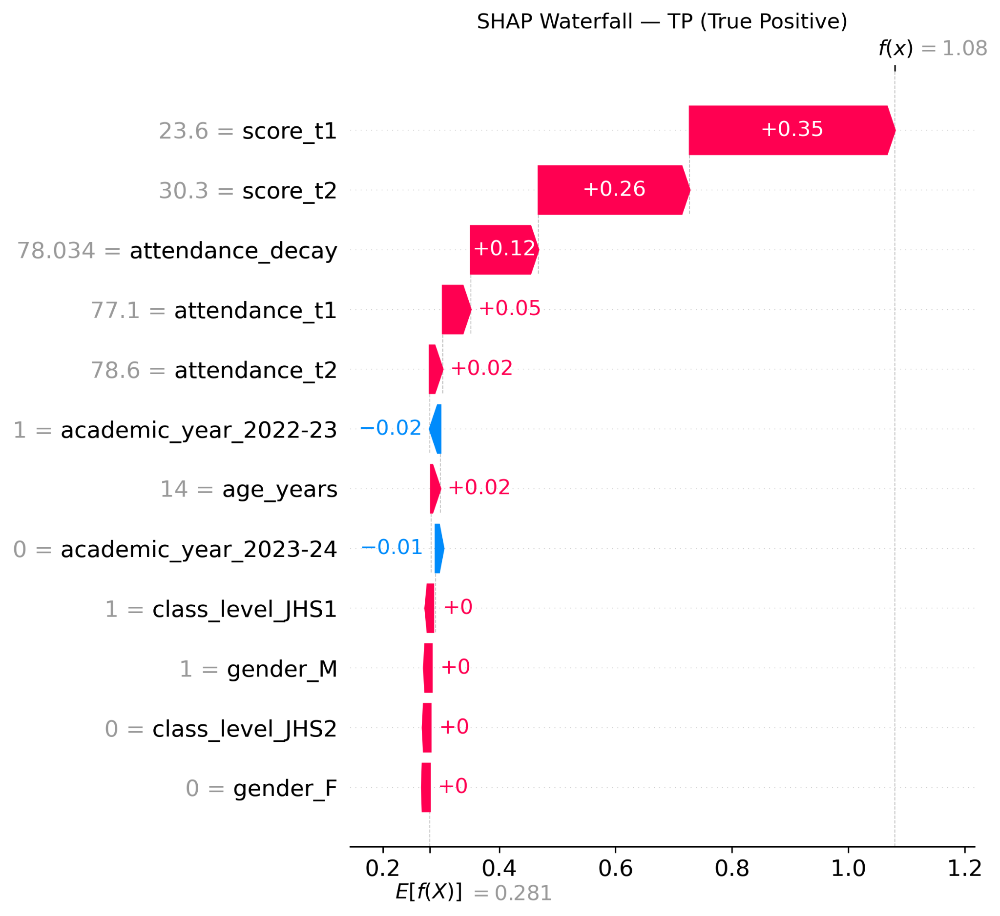 SHAP Waterfall — TP (True Positive)
f(x) = 1.08
23.6 = score_t1 +0.35
30.3 = score_t2 +0.26
78.034 = attendance_decay +0.12
77.1 = attendance_t1 +0.05
78.6 = attendance_t2 +0.02
1 = academic_year_2022-23 −0.02
14 = age_years +0.02
0 = academic_year_2023-24 −0.01
1 = class_level_JHS1 +0
1 = gender_M +0
0 = class_level_JHS2 +0
0 = gender_F +0
0.2 0.4 0.6 0.8 1.0 1.2
E[f(X)] = 0.281